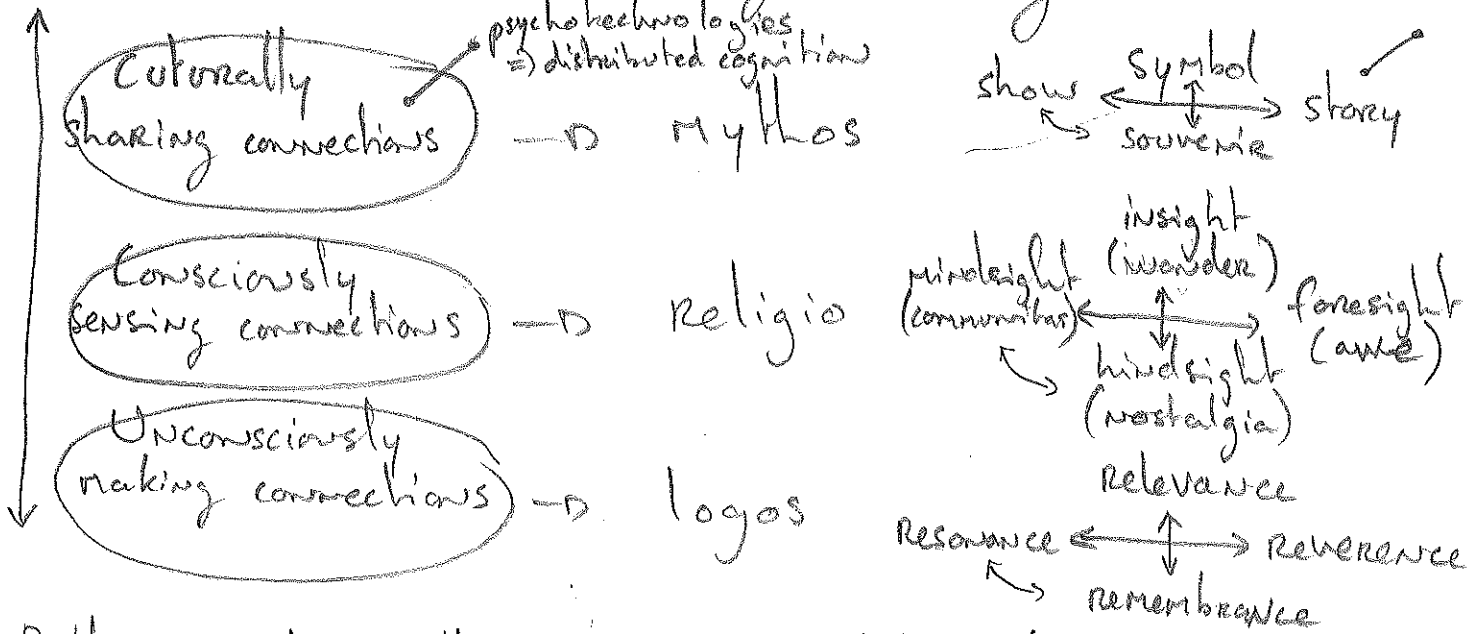 psychotechnologies
=> distributed cognition
Culturally
sharing connections → Mythos
show symbol story
souvenir
Consciously
sensing connections → Religio
insight
(wonder)
mindsight
(communitas)
foresight
(awe)
hindsight
(nostalgia)
Unconsciously
making connections → logos
Relevance
Resonance Reverence
Remembrance